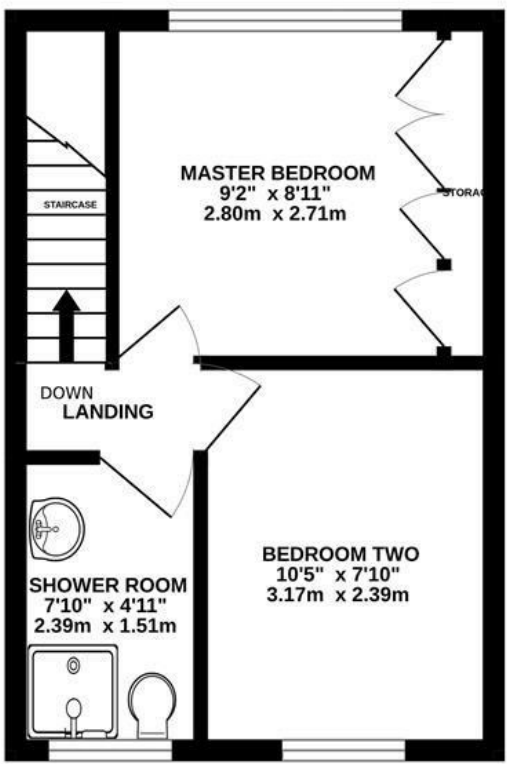 MASTER BEDROOM
9'2" x 8'11"
2.80m x 2.71m
STORAG
STAIRCASE
DOWN
LANDING
BEDROOM TWO
10'5" x 7'10"
3.17m x 2.39m
SHOWER ROOM
7'10" x 4'11"
2.39m x 1.51m